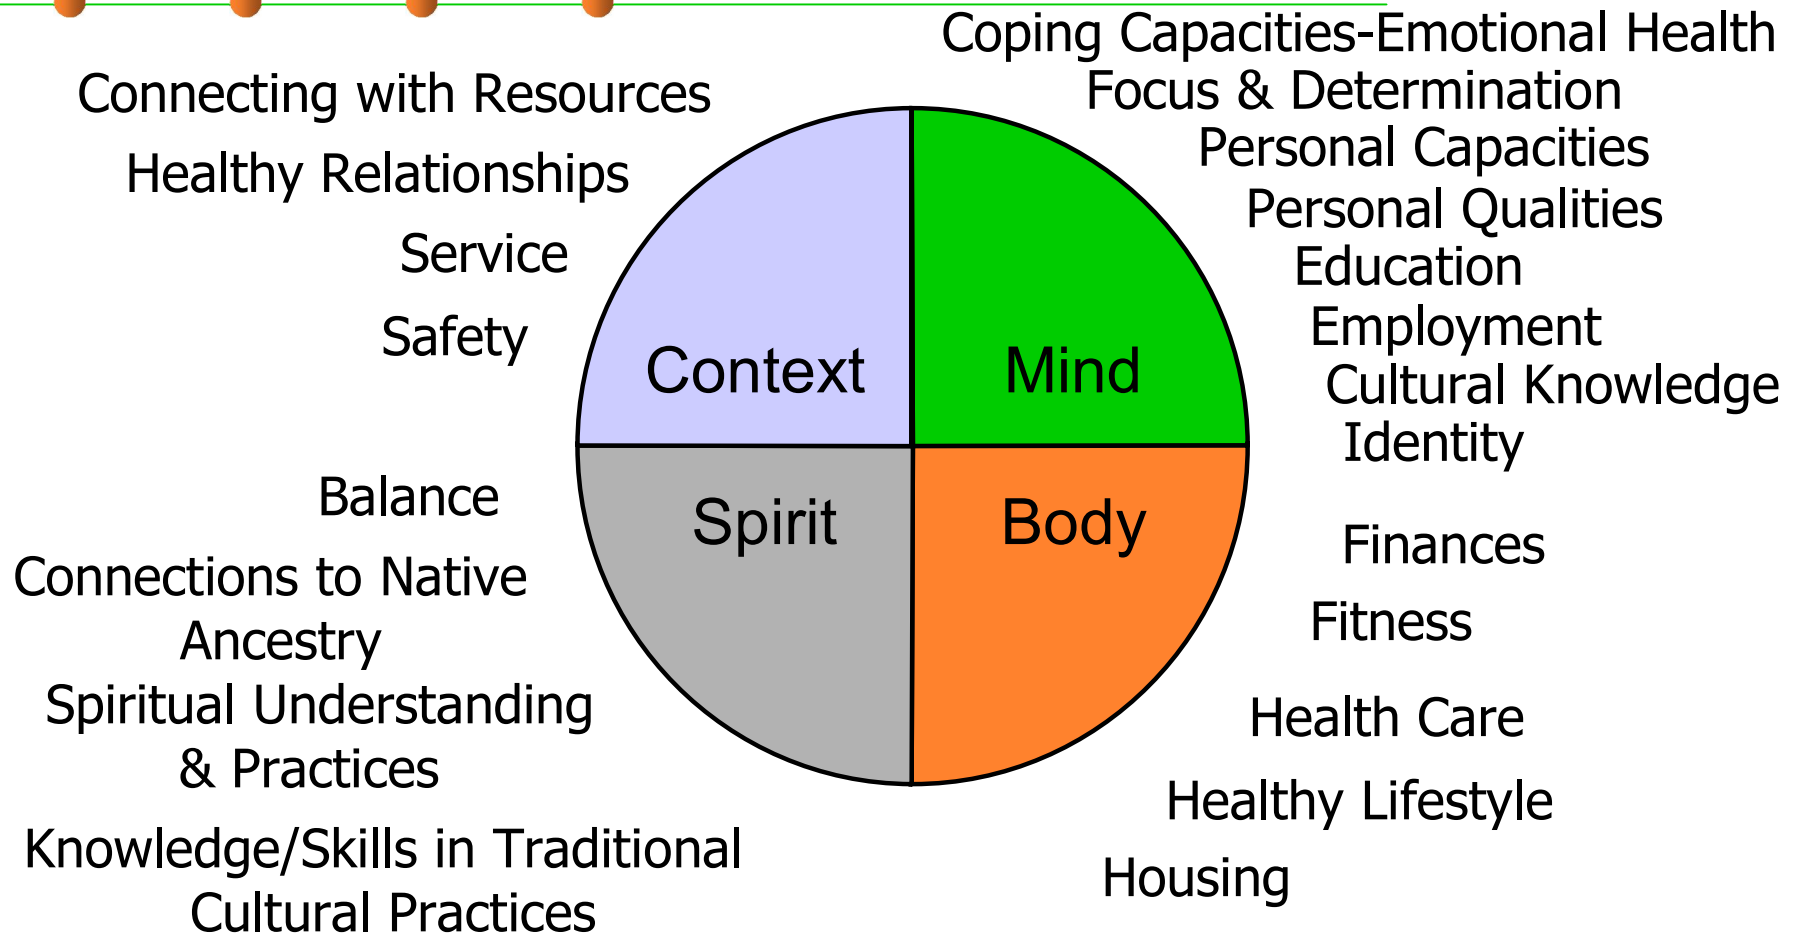 Connecting with Resources
Healthy Relationships
Service
Safety
Coping Capacities-Emotional Health
Focus & Determination
Personal Capacities
Personal Qualities
Education
Employment
Cultural Knowledge
Identity
Context
Mind
Spirit
Body
Balance
Connections to Native
Ancestry
Spiritual Understanding
& Practices
Knowledge/Skills in Traditional
Cultural Practices
Finances
Fitness
Health Care
Healthy Lifestyle
Housing